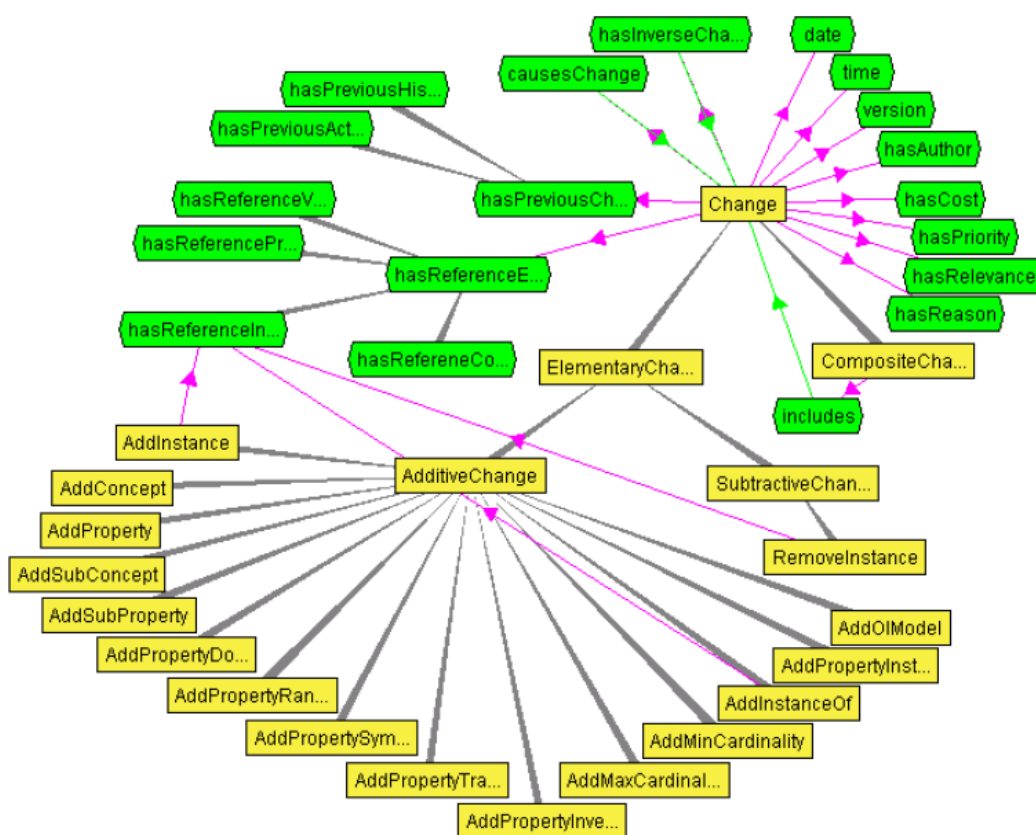 hasInverseCha...
date
causesChange
time
hasPreviousHis...
version
hasPreviousAct...
hasAuthor
hasReferenceV...
hasPreviousCh...
Change
hasCost
hasReferencePr...
hasPriority
hasReferenceE...
hasRelevance
hasReason
hasReferenceIn...
hasRefereneCo...
ElementaryCha...
CompositeCha...
includes
AddInstance
AdditiveChange
SubtractiveChan...
AddConcept
AddProperty
RemoveInstance
AddSubConcept
AddSubProperty
AddOIModel
AddPropertyDo...
AddPropertyInst...
AddPropertyRan...
AddInstanceOf
AddPropertySym...
AddMinCardinality
AddPropertyTra...
AddMaxCardinal...
AddPropertyInve...